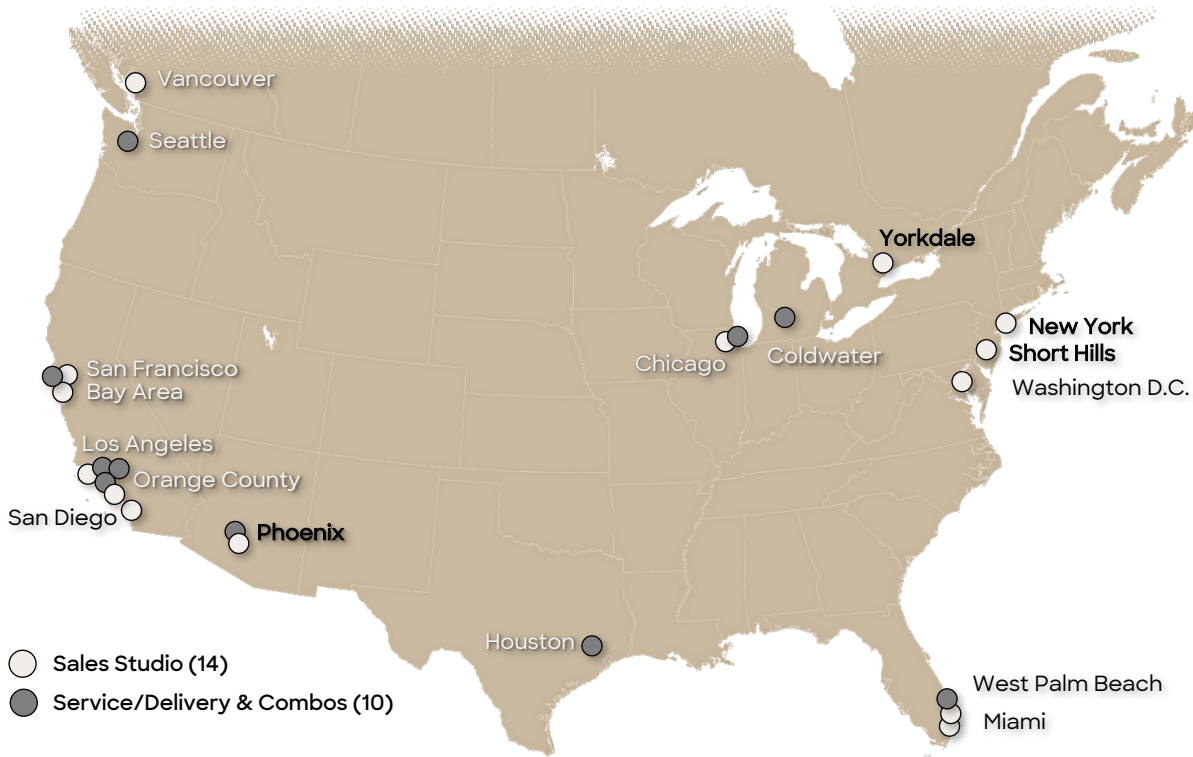 Vancouver
Seattle
Yorkdale
New York
Short Hills
Washington D.C.
Chicago
Coldwater
San Francisco
Bay Area
Los Angeles
Orange County
San Diego
Phoenix
Houston
West Palm Beach
Miami
Sales Studio (14)
Service/Delivery & Combos (10)